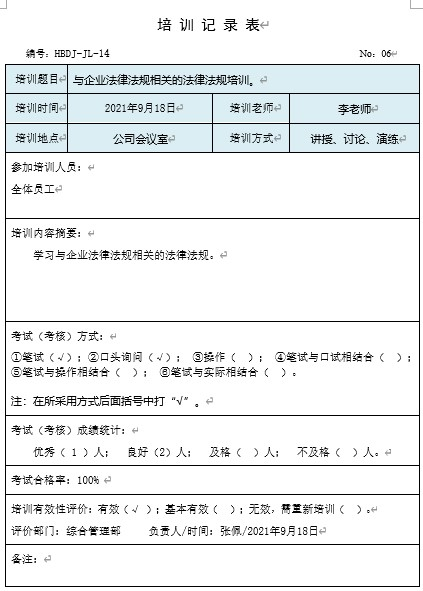 培 训 记 录 表
编号：HBDJ-JL-14 No：06
培训题目 与企业法律法规相关的法律法规培训。
培训时间 2021年9月18日 培训老师 李老师
培训地点 公司会议室 培训方式 讲授、讨论、演练
参加培训人员：
全体员工
培训内容摘要：
学习与企业法律法规相关的法律法规。
考试（考核）方式：
①笔试（√）；②口头询问（√）； ③操作（ ）； ④笔试与口试相结合（ ）；
⑤笔试与操作相结合（ ）； ⑥笔试与实际相结合（ ）。
注：在所采用方式后面括号中打“√”。
考试（考核）成绩统计：
优秀（ 1 ）人； 良好（2）人； 及格（ ）人； 不及格（ ）人。
考试合格率：100%
培训有效性评价：有效（√ ）；基本有效（ ）；无效，需重新培训（ ）。
评价部门：综合管理部 负责人/时间：张佩/2021年9月18日
备注：